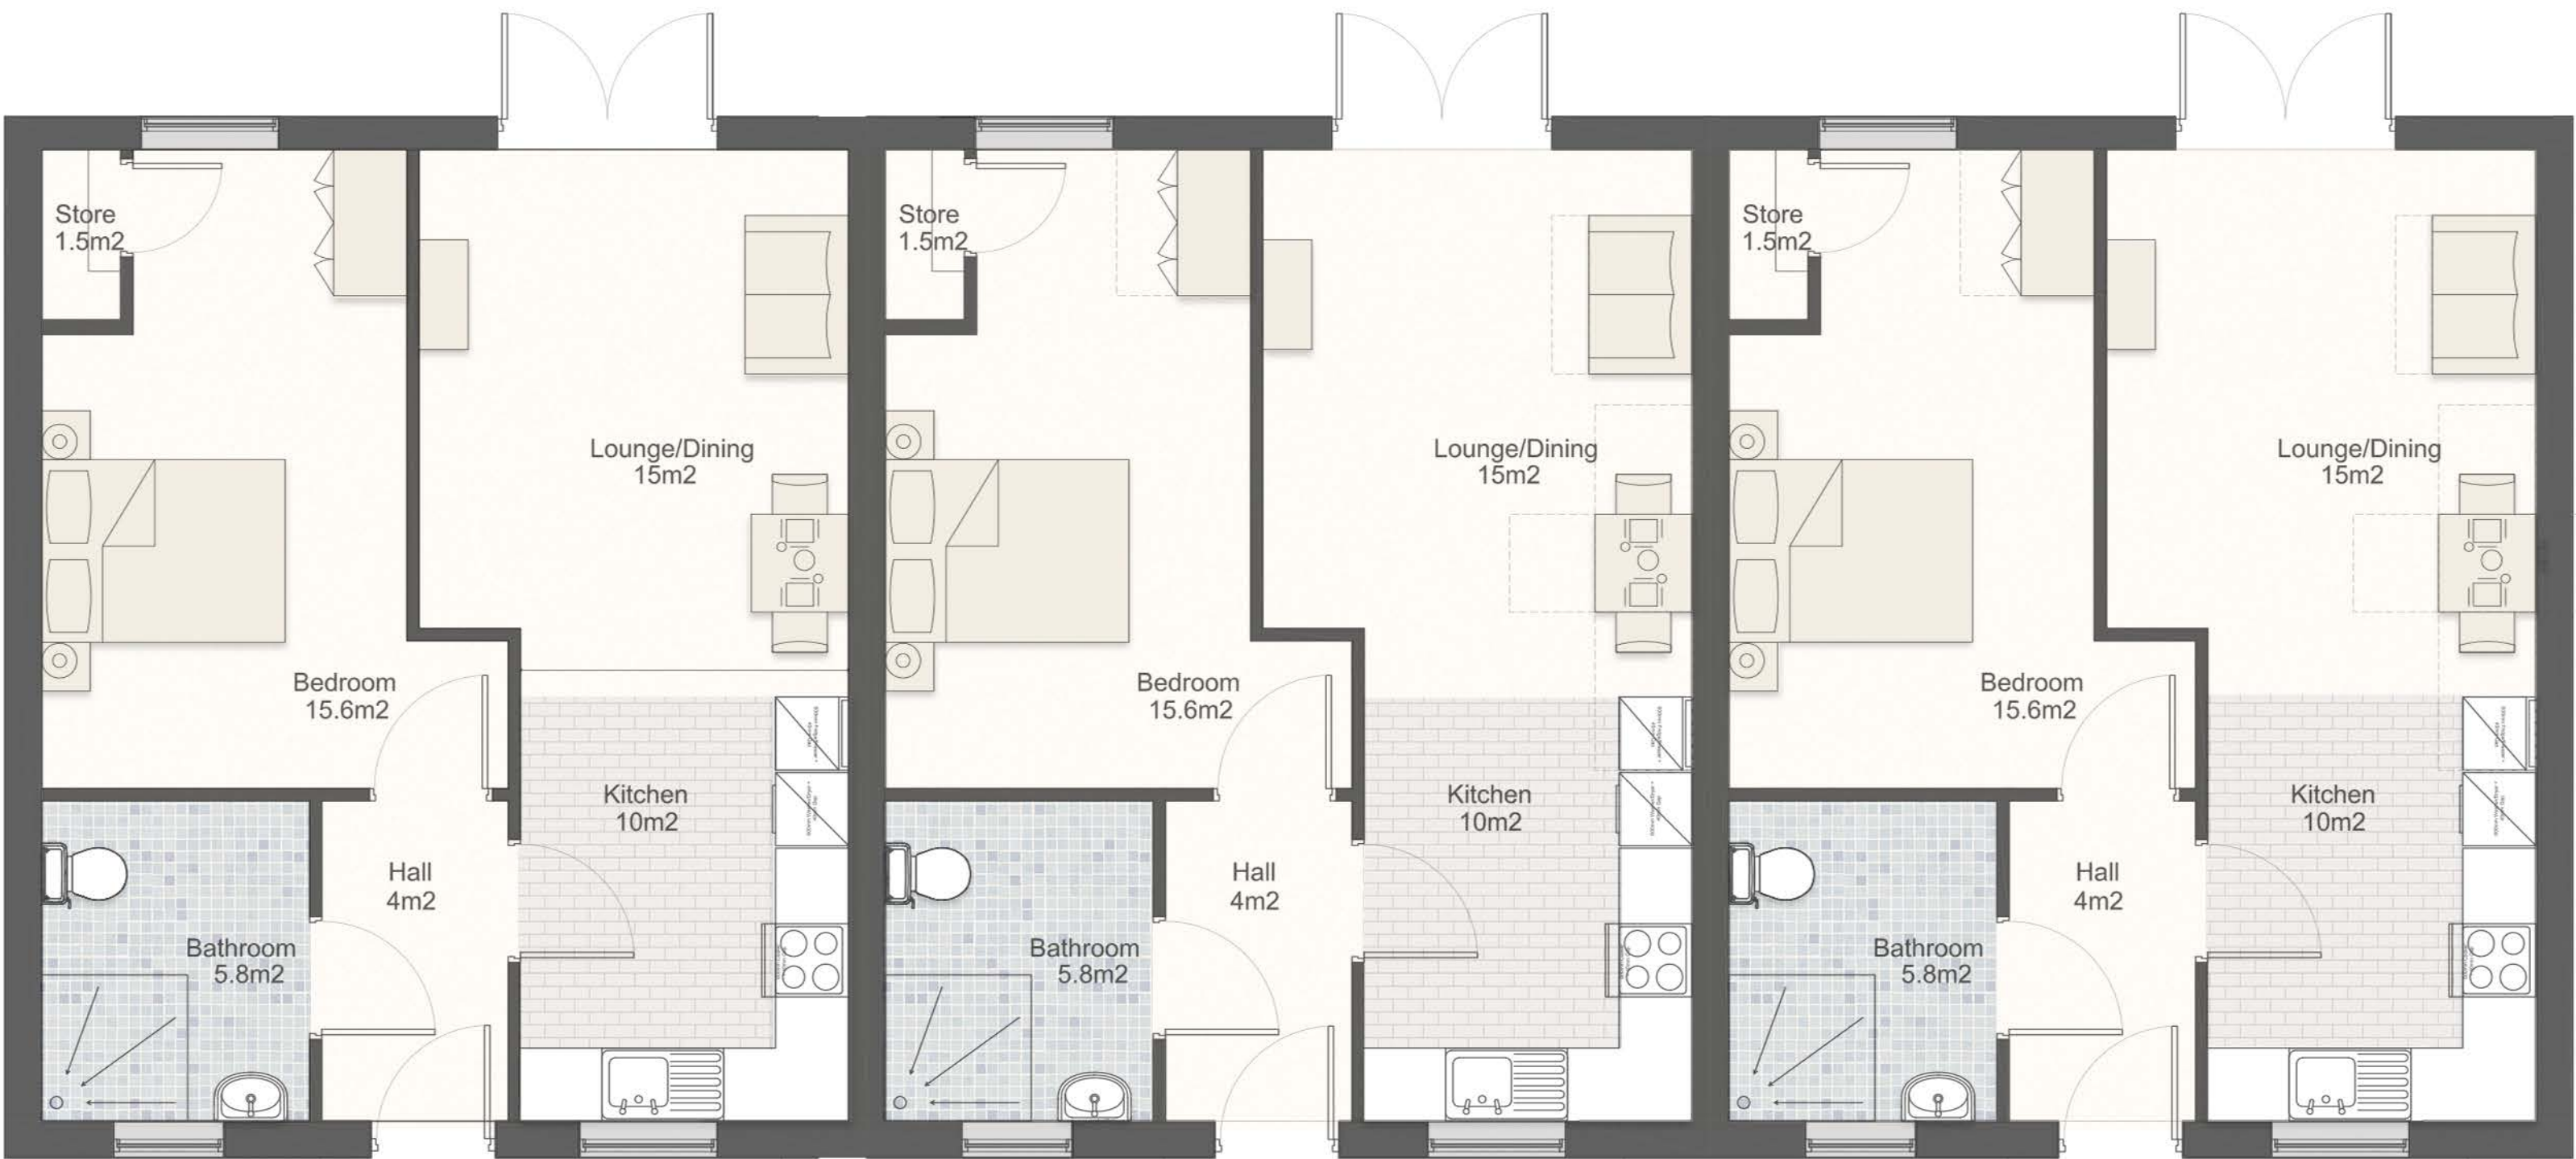 Store
1.5m2
Lounge/Dining
15m2
Bedroom
15.6m2
Kitchen
10m2
Hall
4m2
Bathroom
5.8m2
Store
1.5m2
Lounge/Dining
15m2
Bedroom
15.6m2
Kitchen
10m2
Hall
4m2
Bathroom
5.8m2
Store
1.5m2
Lounge/Dining
15m2
Bedroom
15.6m2
Kitchen
10m2
Hall
4m2
Bathroom
5.8m2